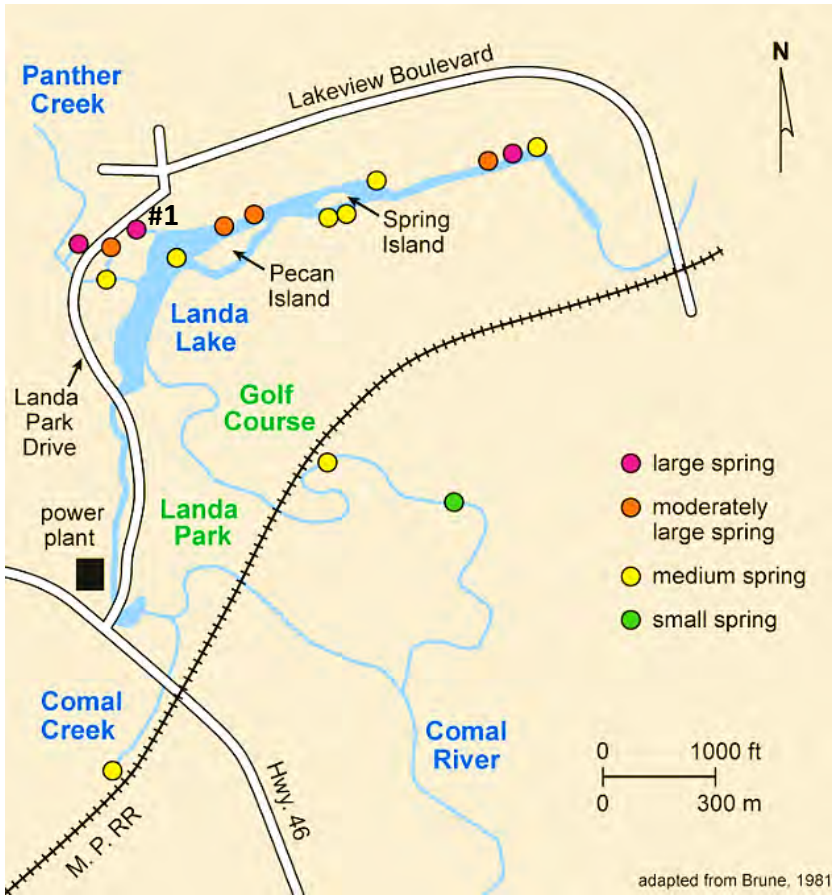 Panther
Creek
Lakeview Boulevard
N
#1
Spring
Island
Pecan
Island
Landa
Lake
Landa
Park
Drive
Golf
Course
large spring
moderately
large spring
medium spring
small spring
power
plant
Landa
Park
Comal
Creek
Comal
River
Hwy. 46
M. P. RR
0 1000 ft
0 300 m
adapted from Brune, 1981